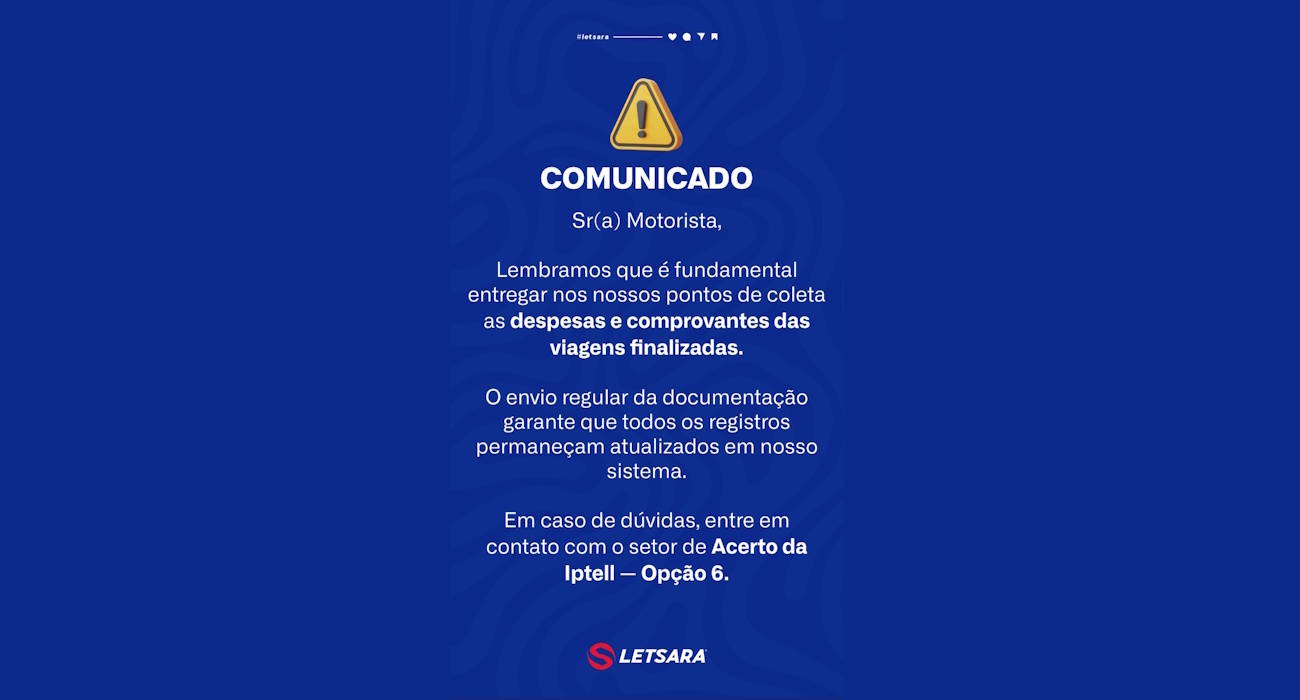 #letsara
COMUNICADO
Sr(a) Motorista,
Lembramos que é fundamental
entregar nos nossos pontos de coleta
as despesas e comprovantes das
viagens finalizadas.
O envio regular da documentação
garante que todos os registros
permaneçam atualizados em nosso
sistema.
Em caso de dúvidas, entre em
contato com o setor de Acerto da
Iptell — Opção 6.
LETSARA